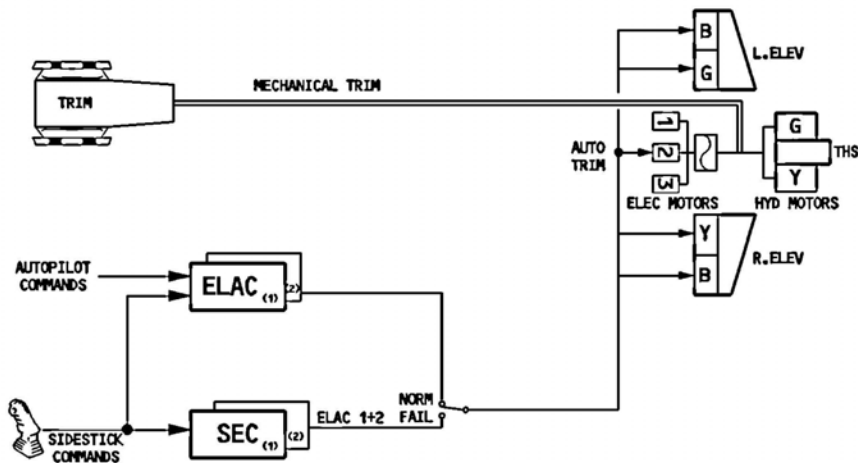 B
L.ELEV
G
MECHANICAL TRIM
TRIM
1
G
AUTO
TRIM
2
THS
3
Y
ELEC MOTORS
HYD MOTORS
Y
R.ELEV
B
AUTOPILOT
COMMANDS
ELAC (1) (2)
NORM
FAIL
ELAC 1+2
SEC (1) (2)
SIDESTICK
COMMANDS